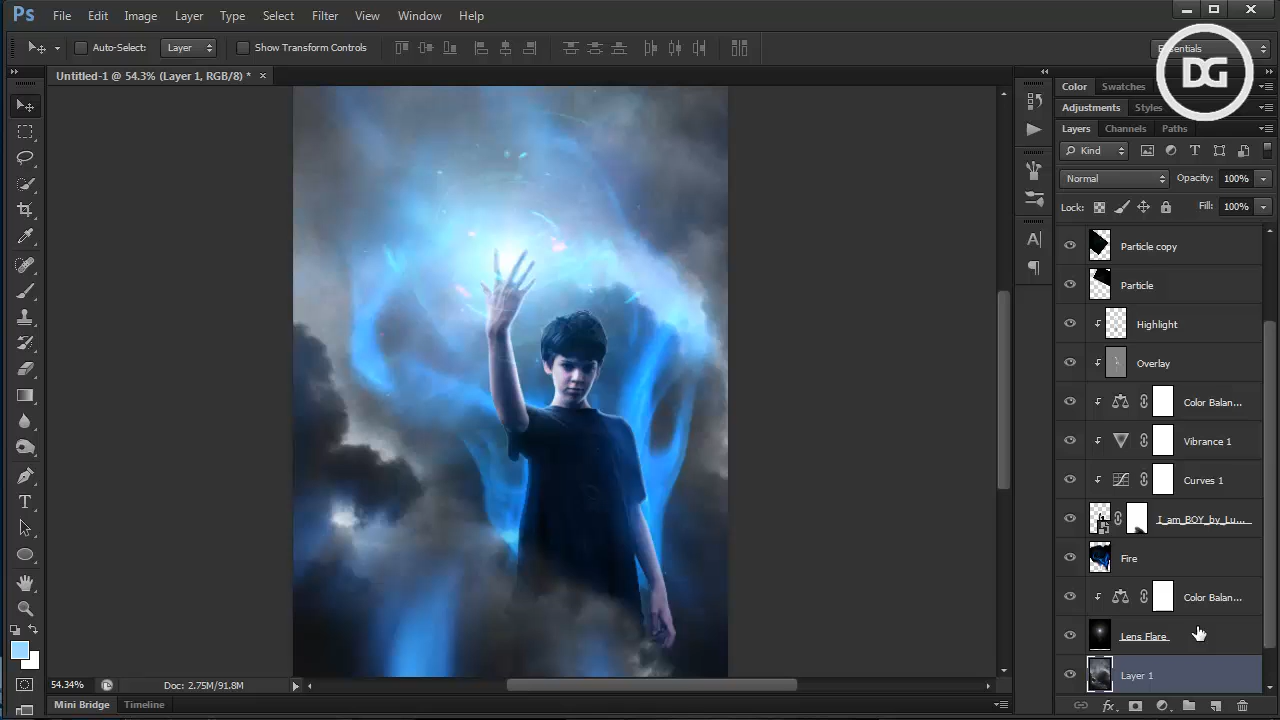 Ps File Edit Image Layer Type Select Filter View Window Help
Auto-Select: Layer Show Transform Controls Essentials
DG
Untitled-1 @ 54.3% (Layer 1, RGB/8) * ×
Color Swatches
Adjustments Styles
Layers Channels Paths
Kind
Normal Opacity: 100%
Lock: Fill: 100%
Particle copy
Particle
Highlight
Overlay
Color Balan...
Vibrance 1
Curves 1
I_am_BOY_by_Lu...
Fire
Color Balan...
Lens Flare
Layer 1
54.34% Doc: 2.75M/91.8M
Mini Bridge Timeline